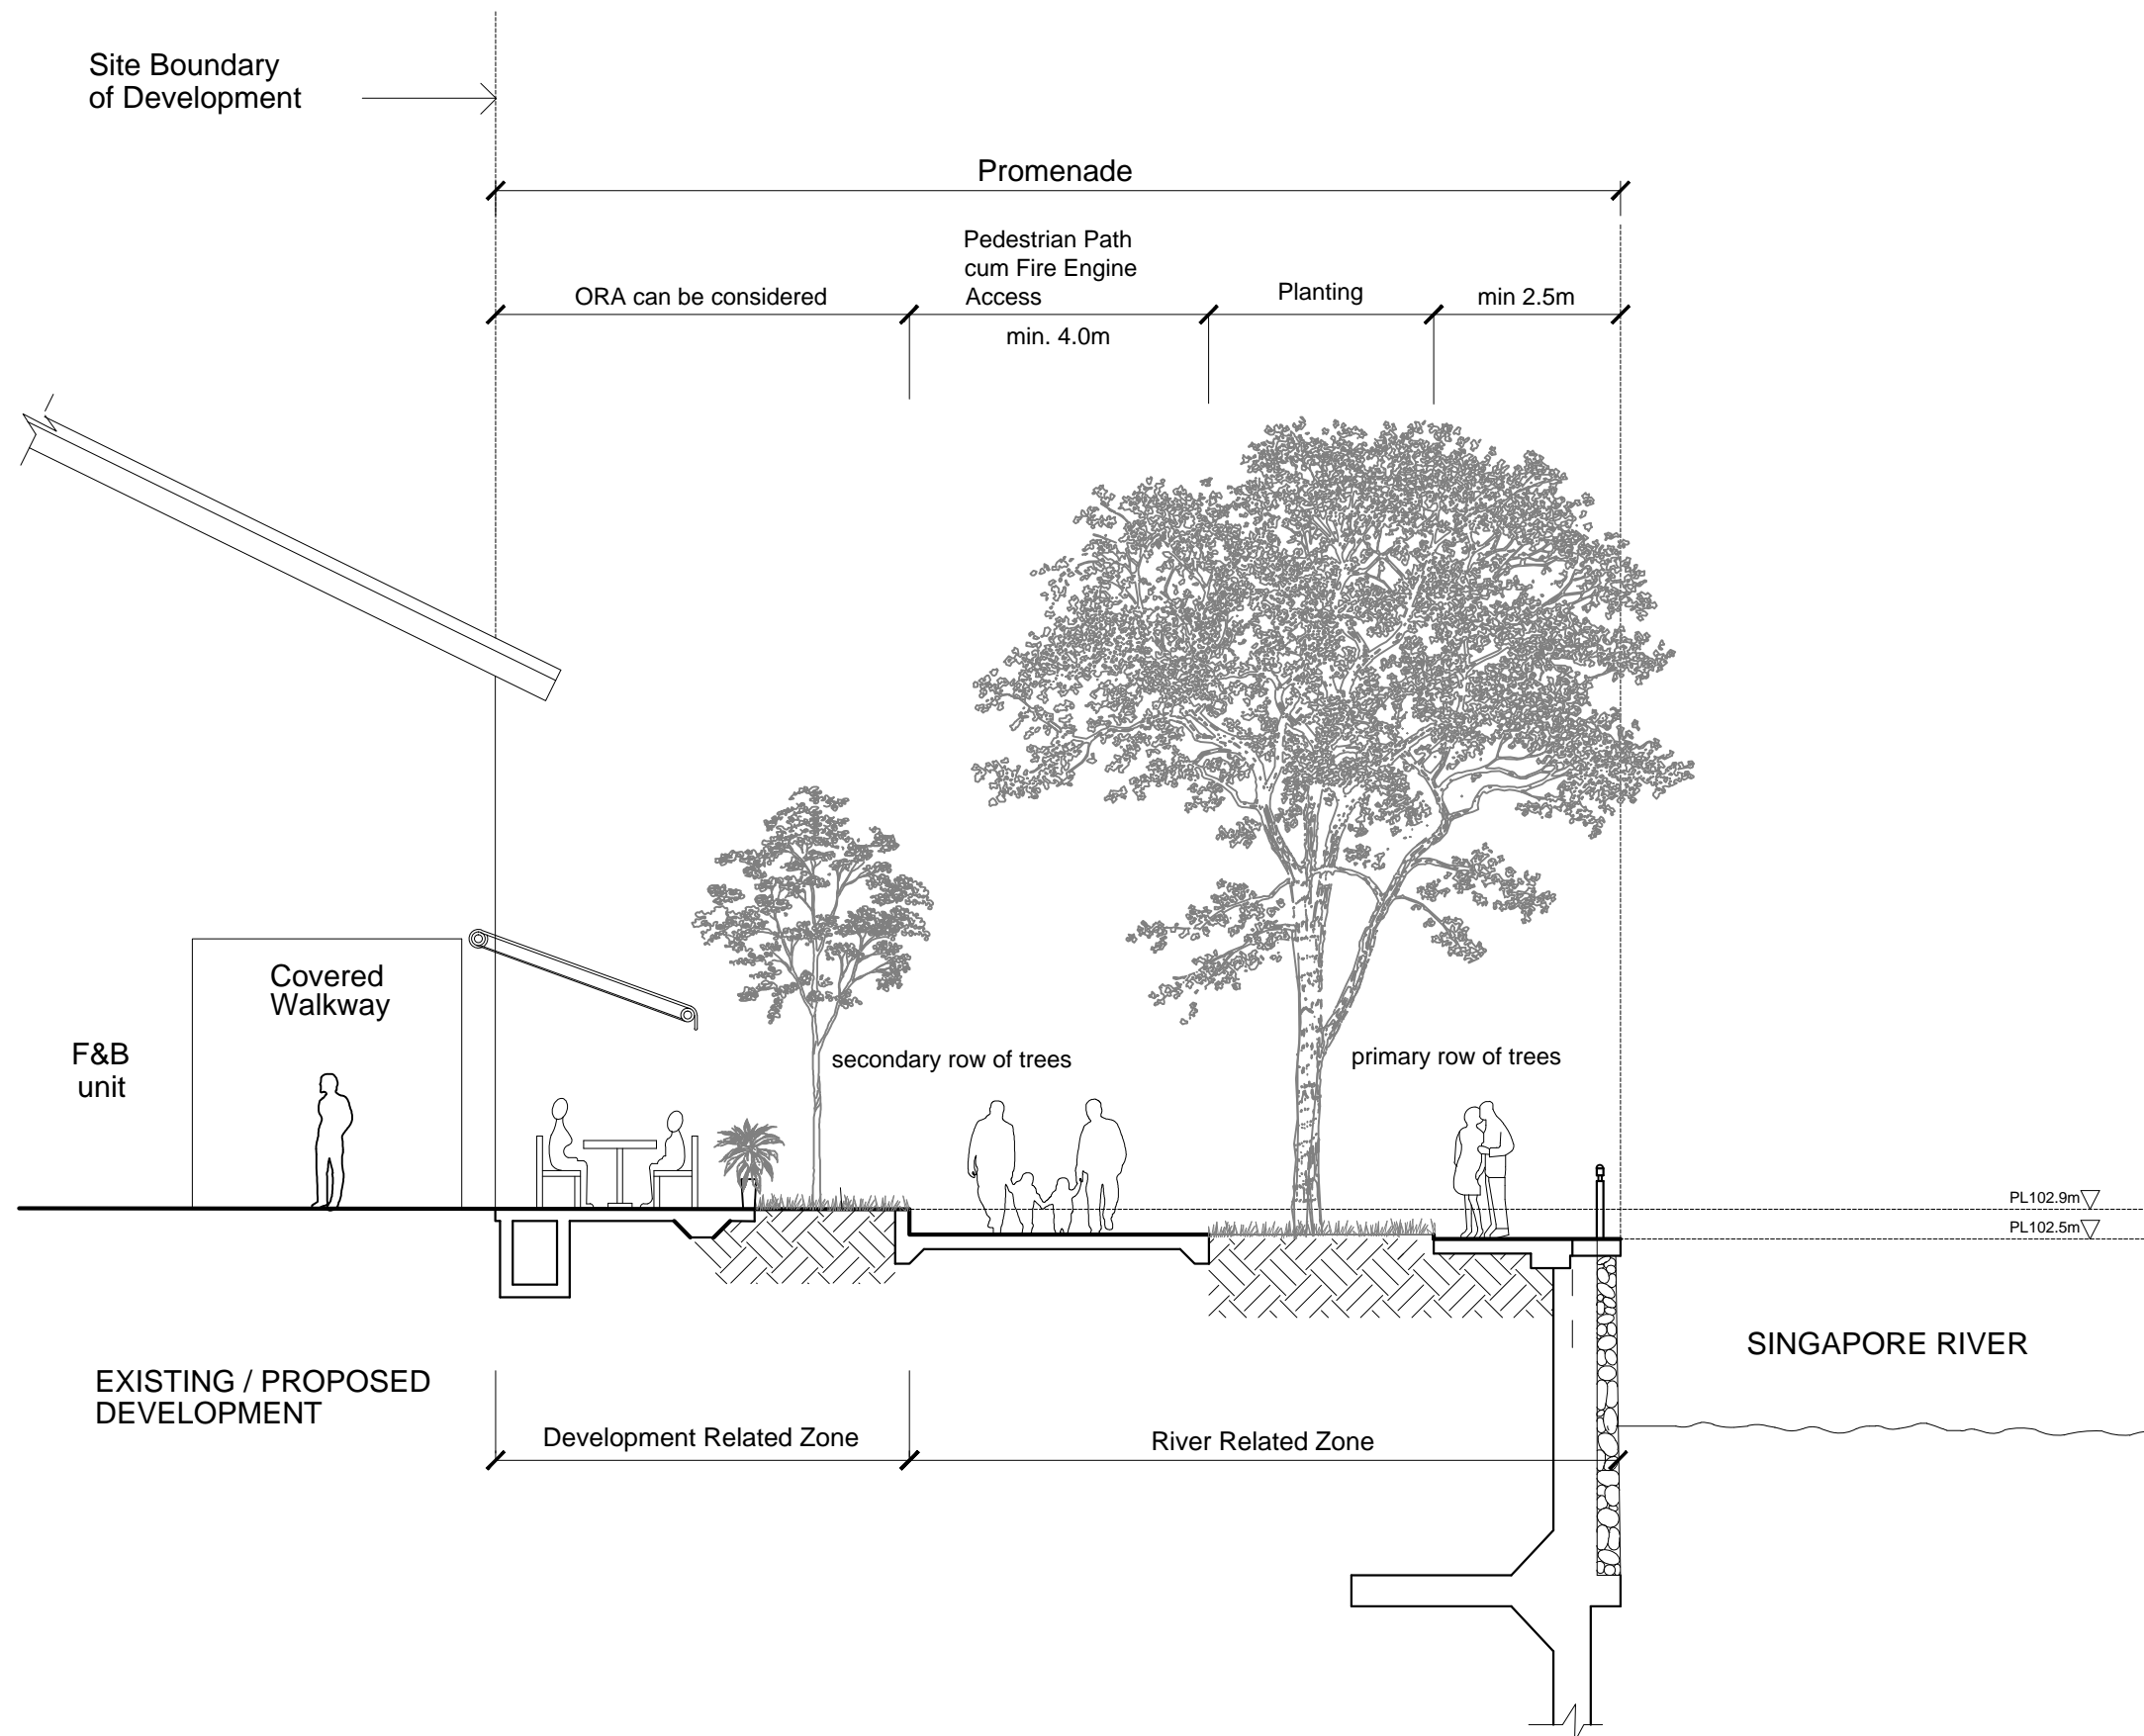 Site Boundary
of Development
Promenade
Pedestrian Path
cum Fire Engine
Access
ORA can be considered
Planting
min 2.5m
min. 4.0m
Covered
Walkway
F&B
unit
secondary row of trees
primary row of trees
PL102.9m
PL102.5m
SINGAPORE RIVER
EXISTING / PROPOSED
DEVELOPMENT
Development Related Zone
River Related Zone